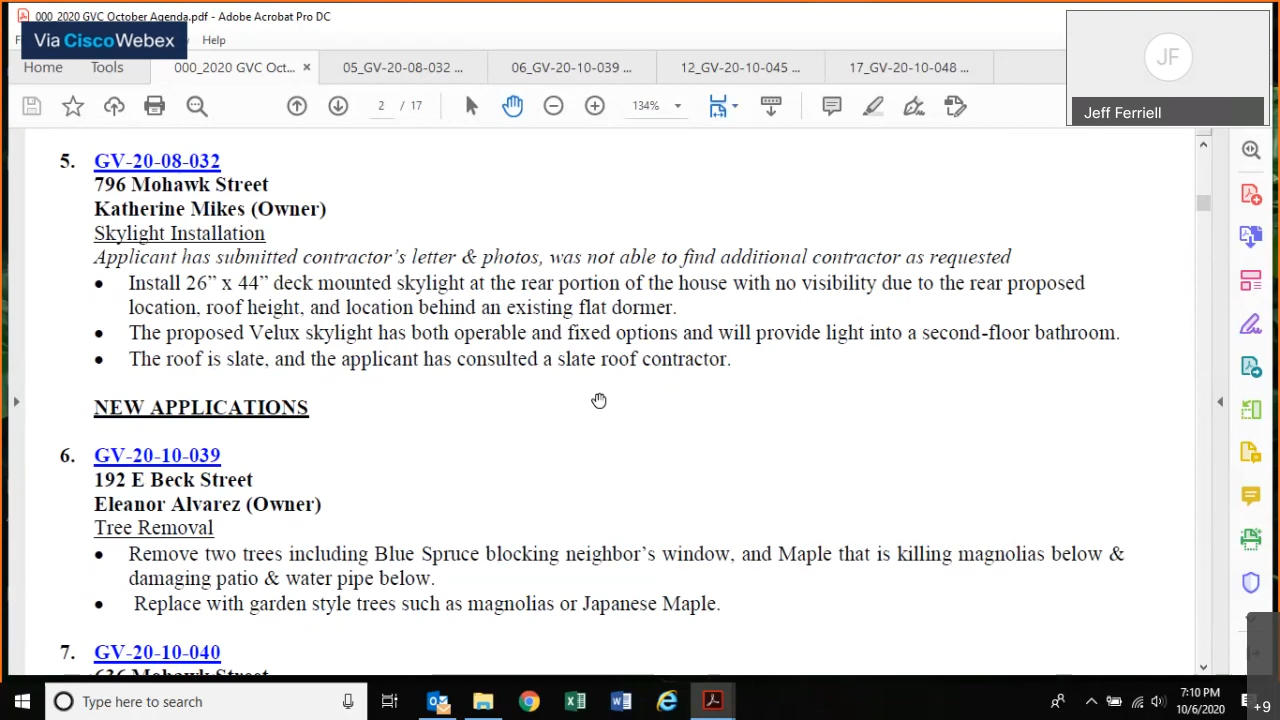 000_2020 GVC October Agenda.pdf - Adobe Acrobat Pro DC
Help
Via Cisco Webex
Home Tools 000_2020 GVC Oct... × 05_GV-20-08-032 ... 06_GV-20-10-039 ... 12_GV-20-10-045 ... 17_GV-20-10-048 ...
JF
Jeff Ferriell
2 / 17 134%
5. GV-20-08-032
796 Mohawk Street
Katherine Mikes (Owner)
Skylight Installation
Applicant has submitted contractor's letter & photos, was not able to find additional contractor as requested
• Install 26” x 44” deck mounted skylight at the rear portion of the house with no visibility due to the rear proposed
location, roof height, and location behind an existing flat dormer.
• The proposed Velux skylight has both operable and fixed options and will provide light into a second-floor bathroom.
• The roof is slate, and the applicant has consulted a slate roof contractor.
NEW APPLICATIONS
6. GV-20-10-039
192 E Beck Street
Eleanor Alvarez (Owner)
Tree Removal
• Remove two trees including Blue Spruce blocking neighbor's window, and Maple that is killing magnolias below &
damaging patio & water pipe below.
• Replace with garden style trees such as magnolias or Japanese Maple.
7. GV-20-10-040
636 Mohawk Street
Type here to search
7:10 PM
10/6/2020
+9